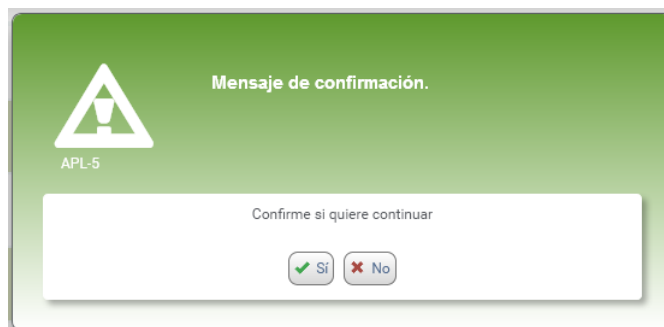 Mensaje de confirmación.
APL-5
Confirme si quiere continuar
Sí No